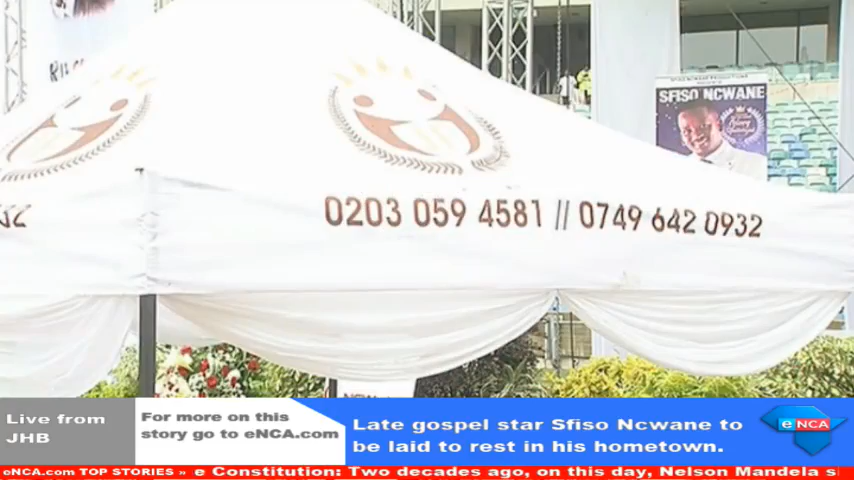 SFISO NCWANE
0203 059 4581 || 0749 642 0932
Live from
JHB
For more on this
story go to eNCA.com
Late gospel star Sfiso Ncwane to
be laid to rest in his hometown.
eNCA
eNCA.com TOP STORIES » e Constitution: Two decades ago, on this day, Nelson Mandela si